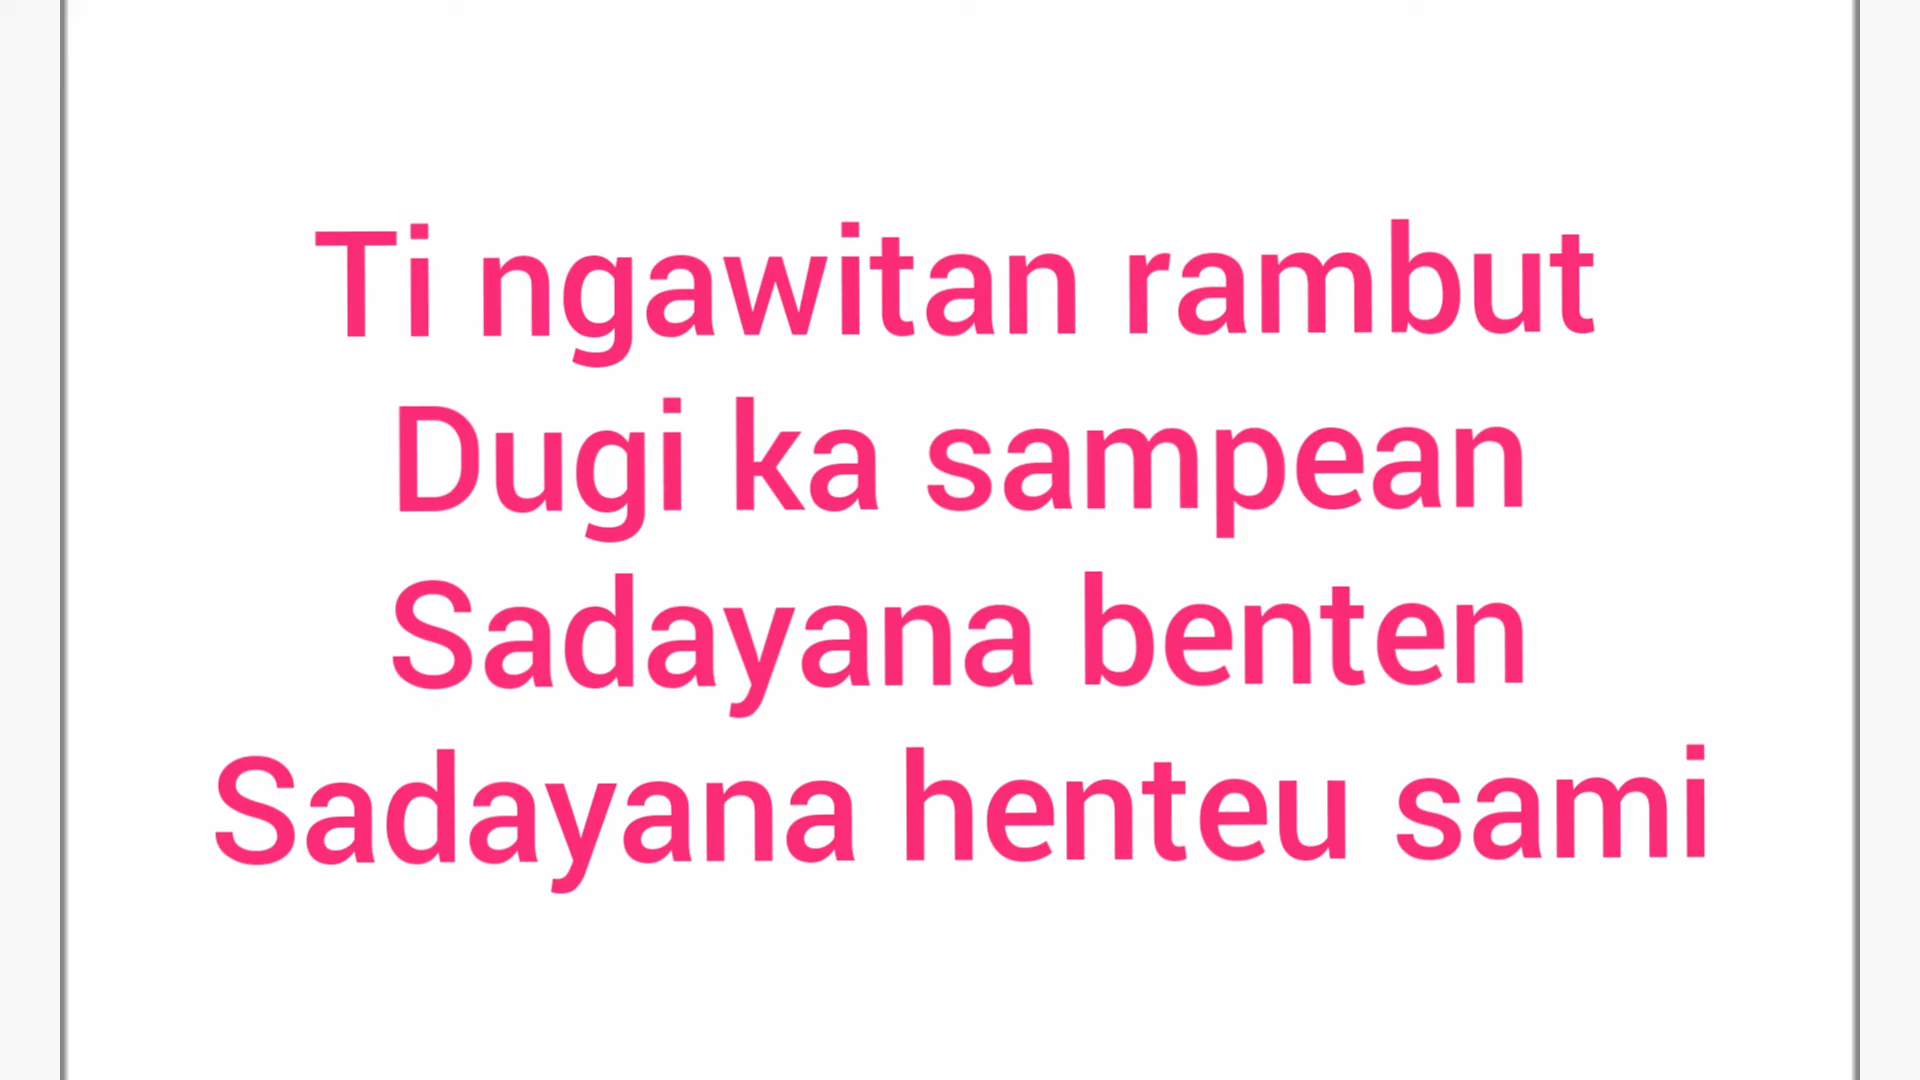 Ti ngawitan rambut
Dugi ka sampean
Sadayana benten
Sadayana henteu sami